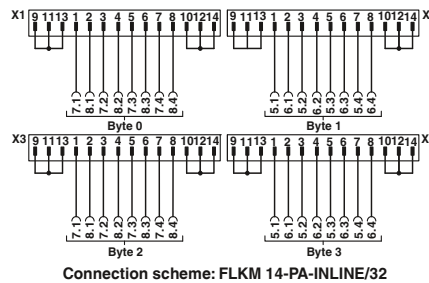 X1 9 11 13 1 2 3 4 5 6 7 8 10 12 14
9 11 13 1 2 3 4 5 6 7 8 10 12 14 X
7.1 8.1 7.2 8.2 7.3 8.3 7.4 8.4
5.1 6.1 5.2 6.2 5.3 6.3 5.4 6.4
Byte 0
Byte 1
X3 9 11 13 1 2 3 4 5 6 7 8 10 12 14
9 11 13 1 2 3 4 5 6 7 8 10 12 14 X
7.1 8.1 7.2 8.2 7.3 8.3 7.4 8.4
5.1 6.1 5.2 6.2 5.3 6.3 5.4 6.4
Byte 2
Byte 3
Connection scheme: FLKM 14-PA-INLINE/32